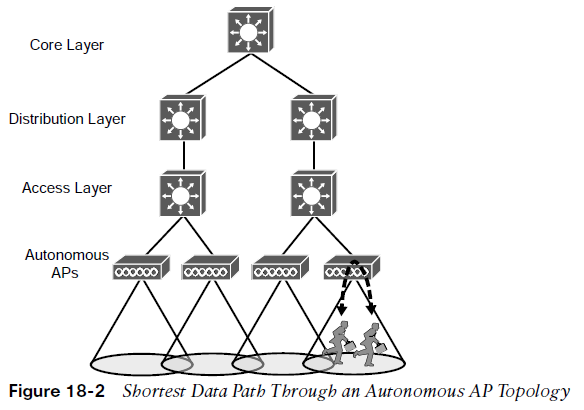 Core Layer
Distribution Layer
Access Layer
Autonomous
APs
Figure 18-2 Shortest Data Path Through an Autonomous AP Topology